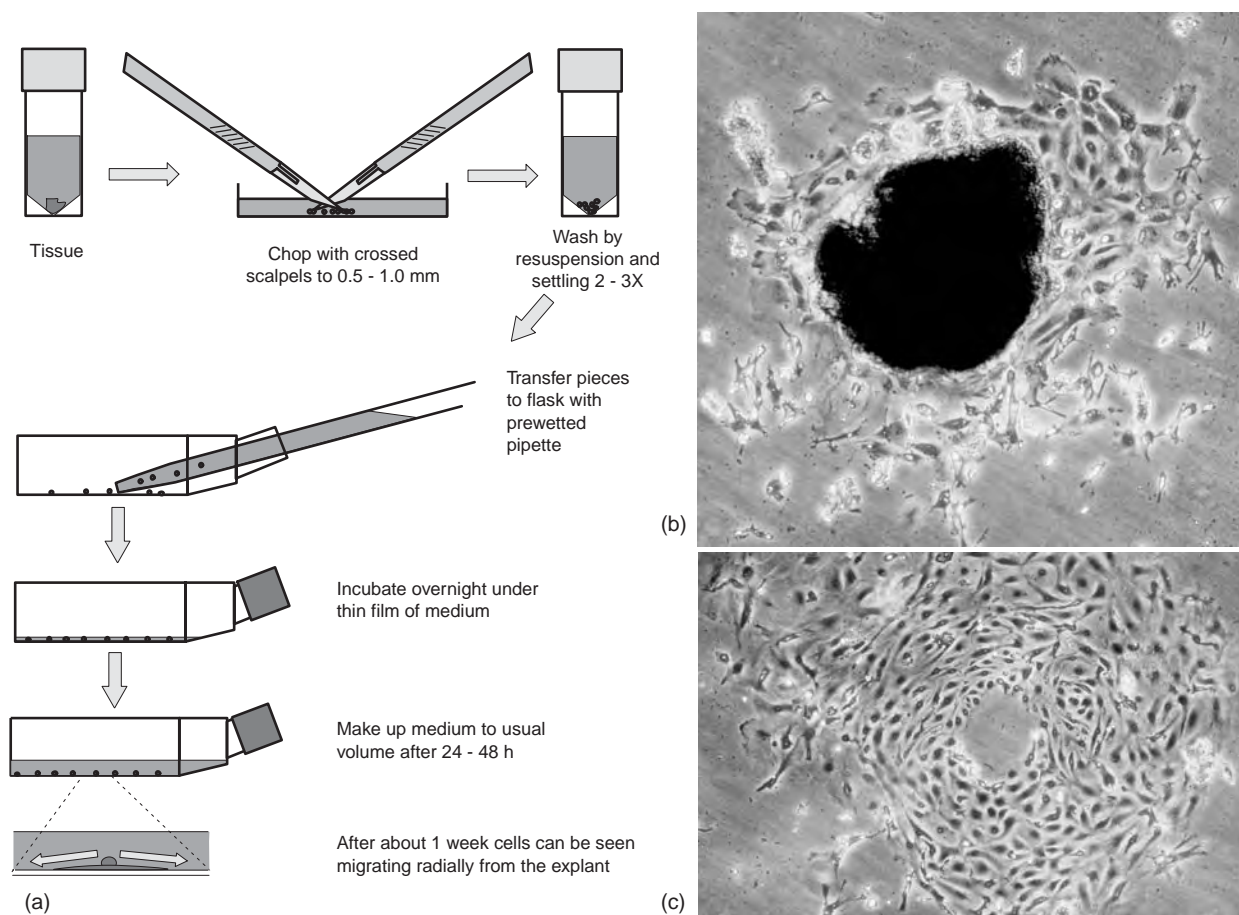 Tissue
Chop with crossed
scalpels to 0.5 - 1.0 mm
Wash by
resuspension and
settling 2 - 3X
Transfer pieces
to flask with
prewetted
pipette
Incubate overnight under
thin film of medium
Make up medium to usual
volume after 24 - 48 h
After about 1 week cells can be seen
migrating radially from the explant
(a)
(b)
(c)